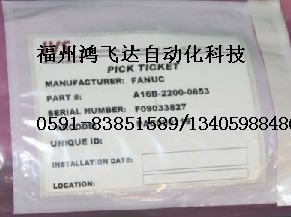 福州鸿飞达自动化科技
PICK TICKET
MANUFACTURER: FANUC
PART #: A16B-2200-0853
SERIAL NUMBER: F09033827
0591-83851589/1340598848
UNIQUE ID:
INSTALLATION DATE:
LOCATION: